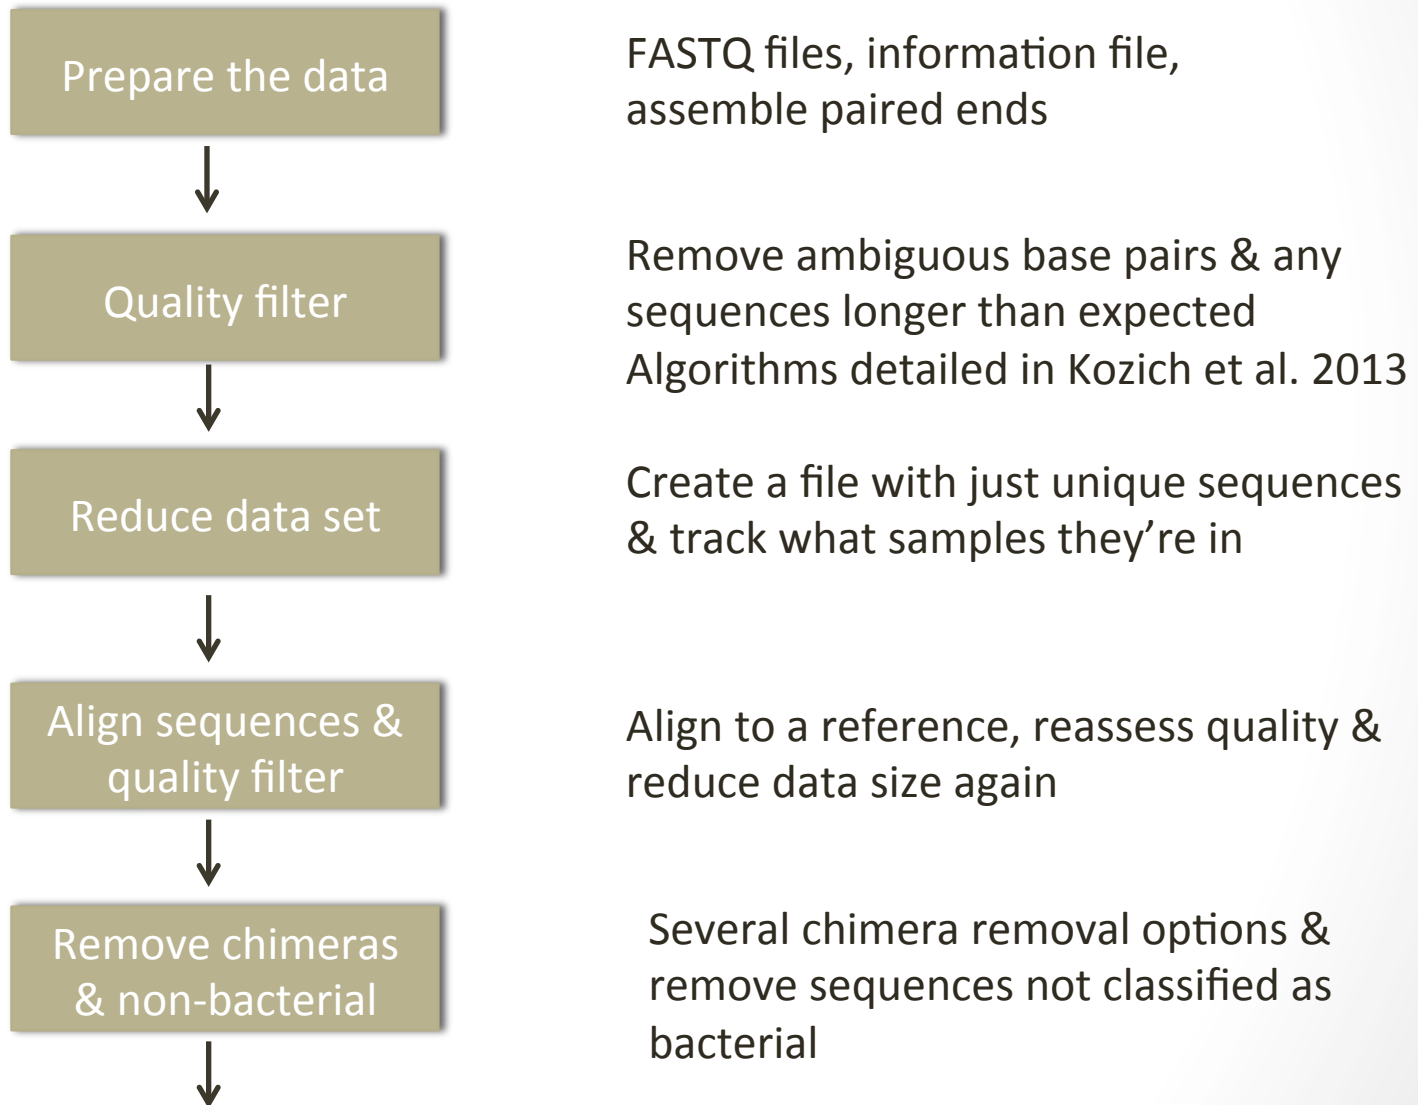 Prepare the data
FASTQ files, information file,
assemble paired ends
Quality filter
Remove ambiguous base pairs & any
sequences longer than expected
Algorithms detailed in Kozich et al. 2013
Reduce data set
Create a file with just unique sequences
& track what samples they’re in
Align sequences &
quality filter
Align to a reference, reassess quality &
reduce data size again
Remove chimeras
& non-bacterial
Several chimera removal options &
remove sequences not classified as
bacterial